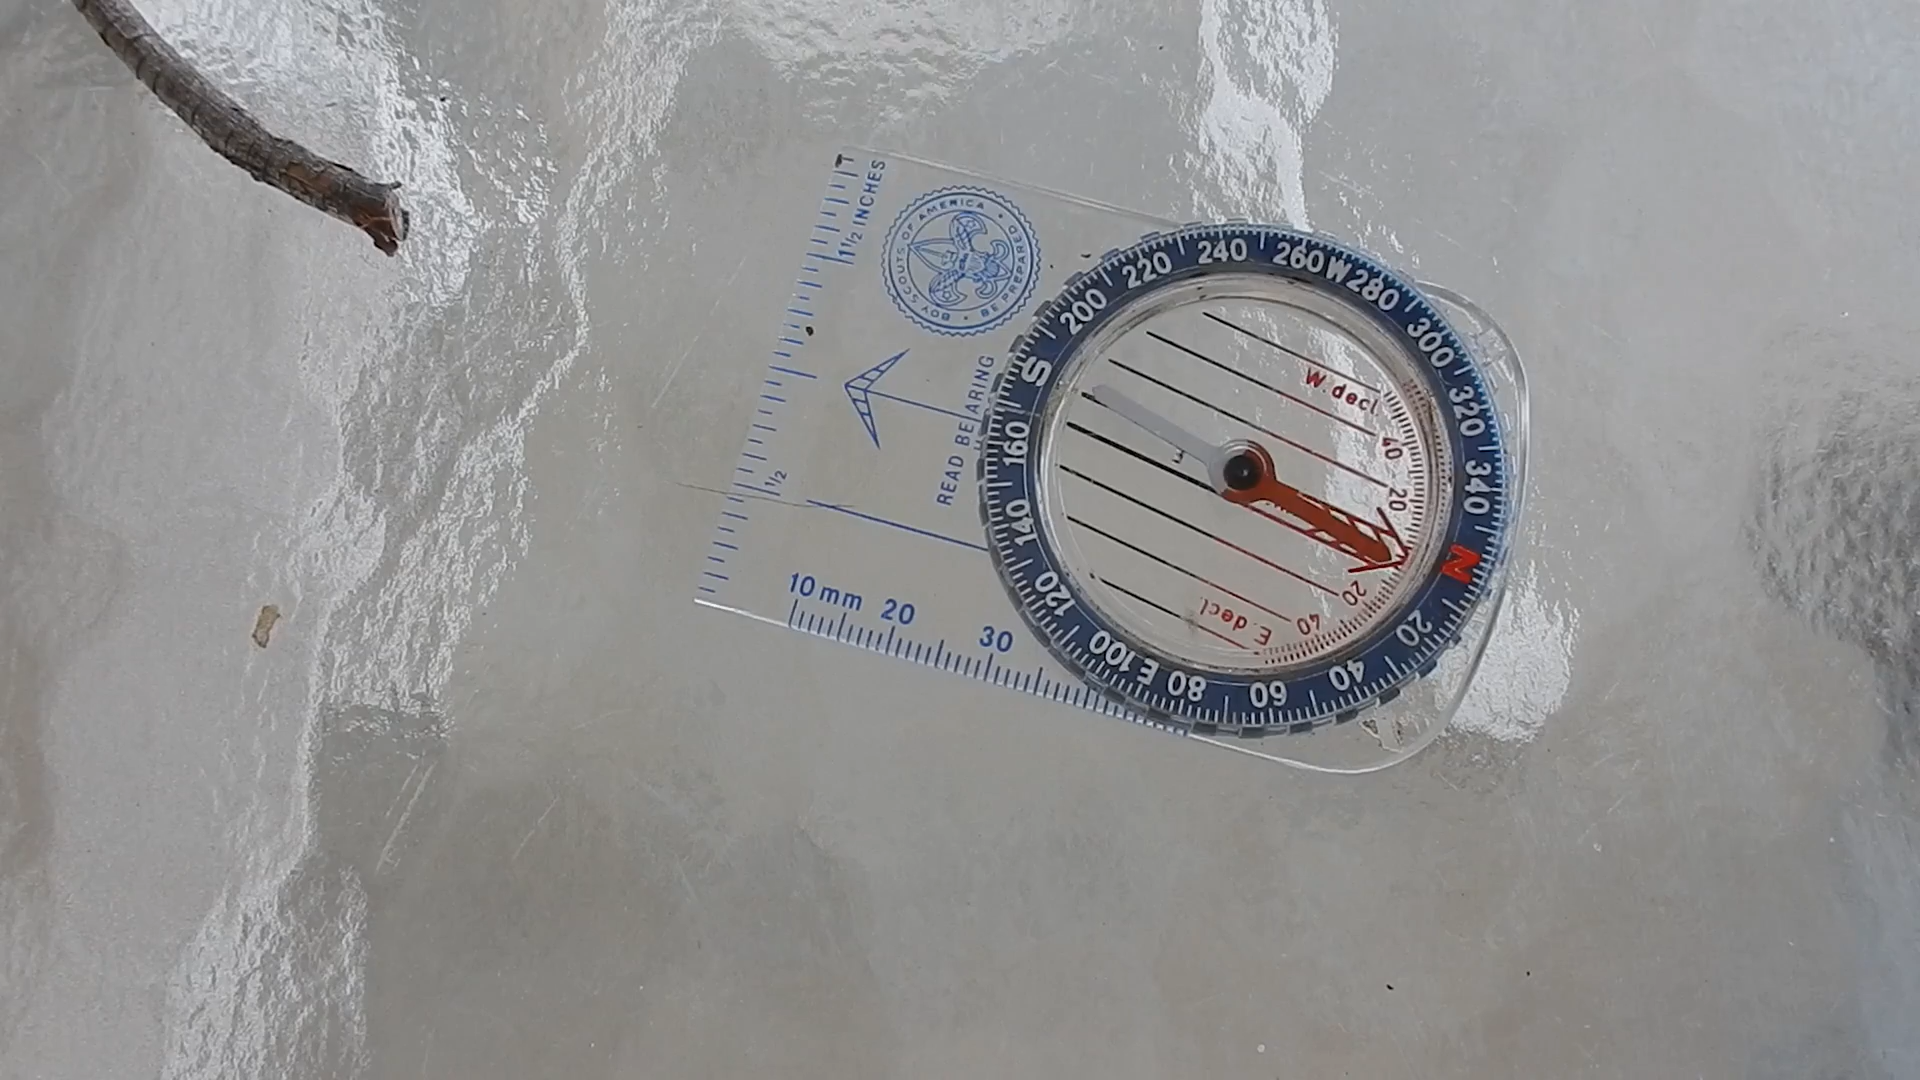 1 1/2 INCHES
BOY SCOUTS OF AMERICA
BE PREPARED
READ BEARING
1/2
10 mm 20 30
N 20 40 60 80 E 100 120 140 160 S 200 220 240 260 W 280 300 320 340
W.decl.
40
20
20
40
E.decl.